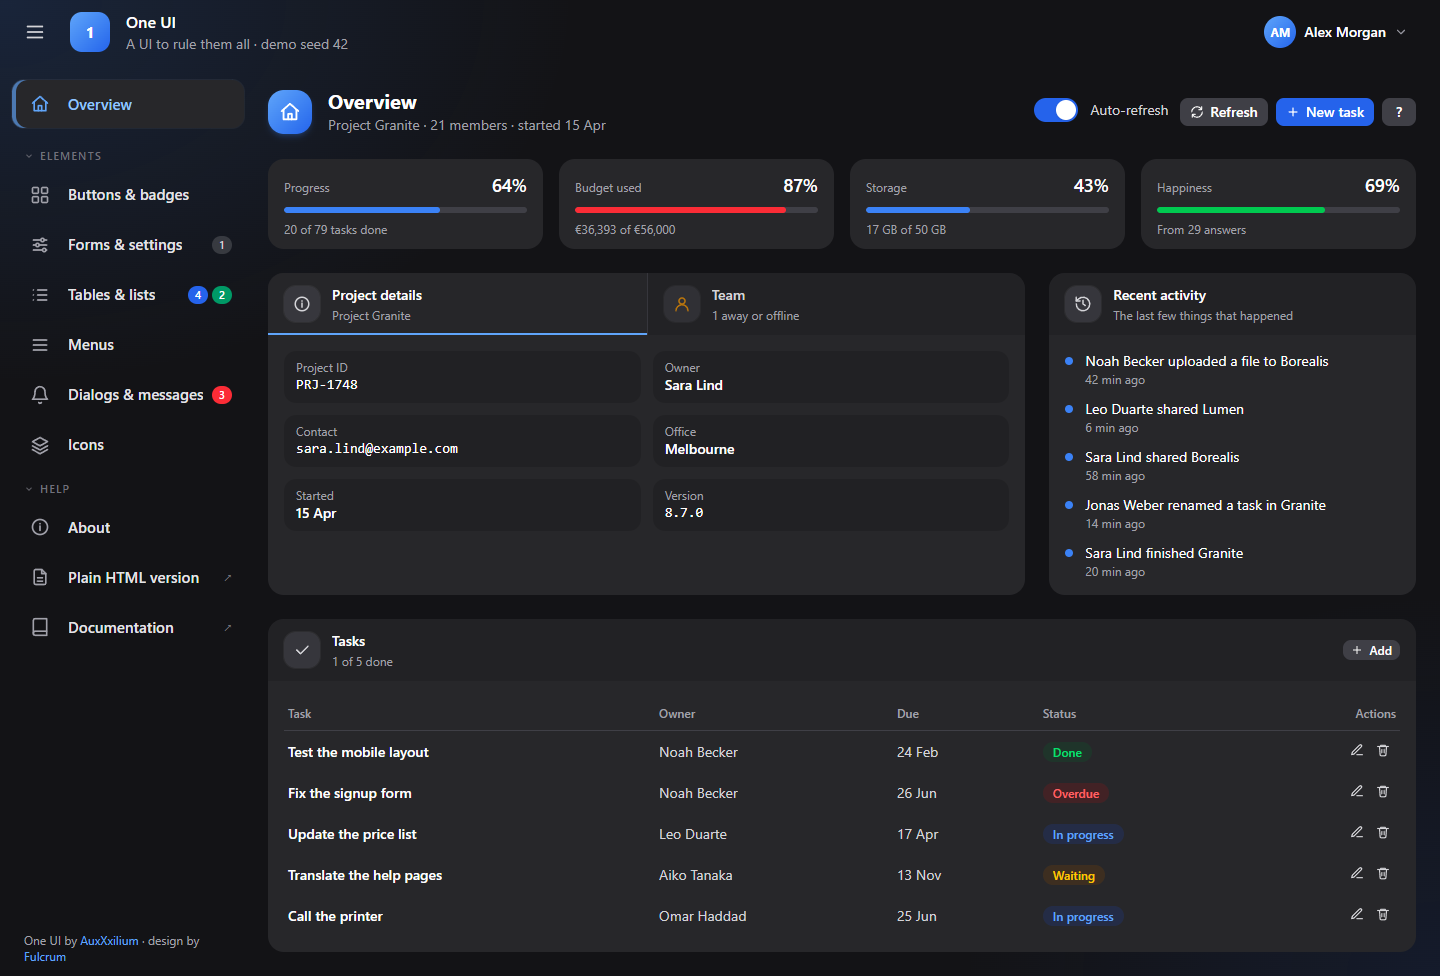 1
One UI
A UI to rule them all · demo seed 42
AM
Alex Morgan
Overview
ELEMENTS
Buttons & badges
Forms & settings 1
Tables & lists 4 2
Menus
Dialogs & messages 3
Icons
HELP
About
Plain HTML version ↗
Documentation ↗
One UI by AuxXxilium · design by
Fulcrum
Overview
Project Granite · 21 members · started 15 Apr
Auto-refresh
Refresh
+ New task
?
Progress 64%
20 of 79 tasks done
Budget used 87%
€36,393 of €56,000
Storage 43%
17 GB of 50 GB
Happiness 69%
From 29 answers
Project details
Project Granite
Team
1 away or offline
Project ID
PRJ-1748
Owner
Sara Lind
Contact
sara.lind@example.com
Office
Melbourne
Started
15 Apr
Version
8.7.0
Recent activity
The last few things that happened
Noah Becker uploaded a file to Borealis
42 min ago
Leo Duarte shared Lumen
6 min ago
Sara Lind shared Borealis
58 min ago
Jonas Weber renamed a task in Granite
14 min ago
Sara Lind finished Granite
20 min ago
Tasks
1 of 5 done
+ Add
Task Owner Due Status Actions
Test the mobile layout Noah Becker 24 Feb Done
Fix the signup form Noah Becker 26 Jun Overdue
Update the price list Leo Duarte 17 Apr In progress
Translate the help pages Aiko Tanaka 13 Nov Waiting
Call the printer Omar Haddad 25 Jun In progress